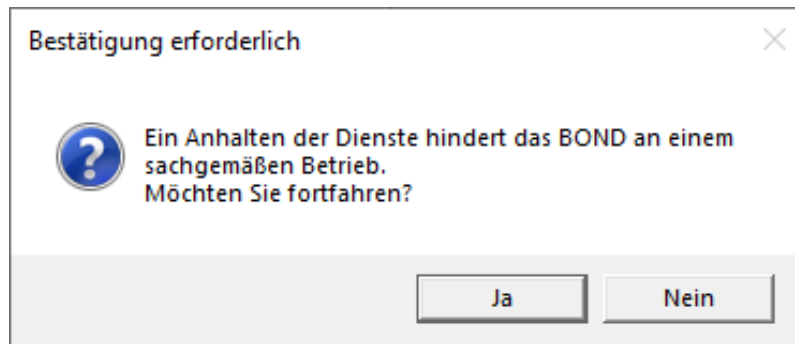 Bestätigung erforderlich
Ein Anhalten der Dienste hindert das BOND an einem
sachgemäßen Betrieb.
Möchten Sie fortfahren?
Ja
Nein